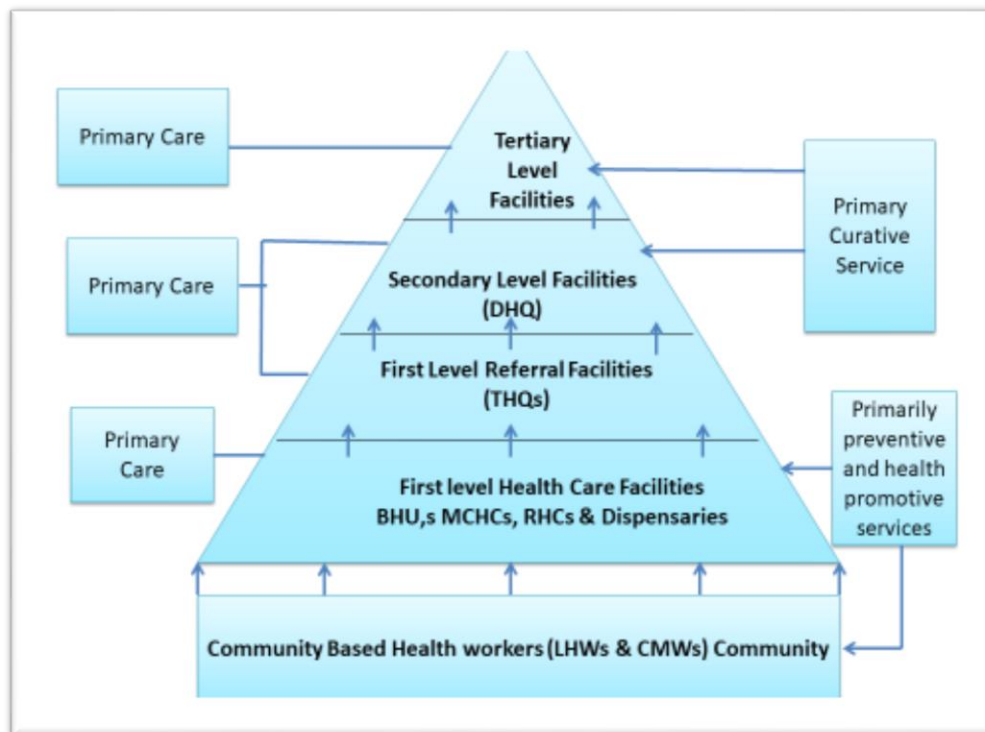 Primary Care
Tertiary
Level
Facilities
Primary
Curative
Service
Primary Care
Secondary Level Facilities
(DHQ)
First Level Referral Facilities
(THQs)
Primary
Care
Primarily
preventive
and health
promotive
services
First level Health Care Facilities
BHU,s MCHCs, RHCs & Dispensaries
Community Based Health workers (LHWs & CMWs) Community